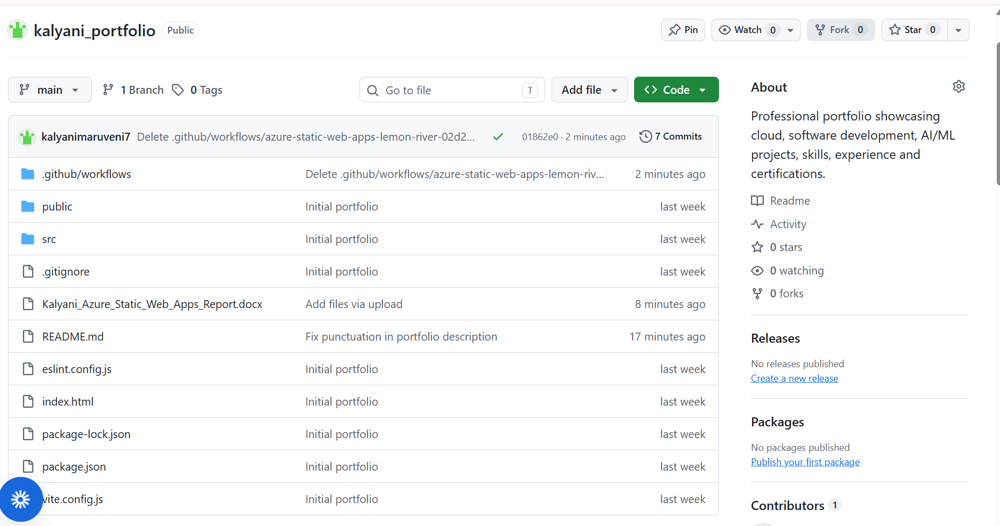 kalyani_portfolio Public Pin Watch 0 Fork 0 Star 0
main 1 Branch 0 Tags Go to file T Add file Code
kalyanimaruveni7 Delete .github/workflows/azure-static-web-apps-lemon-river-02d2... 01862e0 · 2 minutes ago 7 Commits
.github/workflows Delete .github/workflows/azure-static-web-apps-lemon-riv... 2 minutes ago
public Initial portfolio last week
src Initial portfolio last week
.gitignore Initial portfolio last week
Kalyani_Azure_Static_Web_Apps_Report.docx Add files via upload 8 minutes ago
README.md Fix punctuation in portfolio description 17 minutes ago
eslint.config.js Initial portfolio last week
index.html Initial portfolio last week
package-lock.json Initial portfolio last week
package.json Initial portfolio last week
vite.config.js Initial portfolio last week
About
Professional portfolio showcasing
cloud, software development, AI/ML
projects, skills, experience and
certifications.
Readme
Activity
0 stars
0 watching
0 forks
Releases
No releases published
Create a new release
Packages
No packages published
Publish your first package
Contributors 1